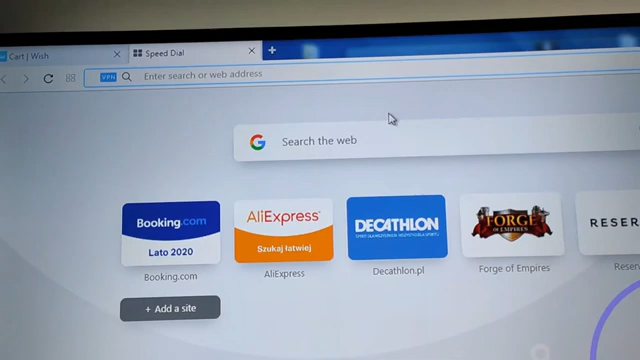 Cart | Wish
Speed Dial
VPN
Enter search or web address
Search the web
Booking.com
Lato 2020
AliExpress
Szukaj łatwiej
DECATHLON
FORGE
OF EMPIRES
RESER
Booking.com
AliExpress
Decathlon.pl
Forge of Empires
Reserv
+ Add a site